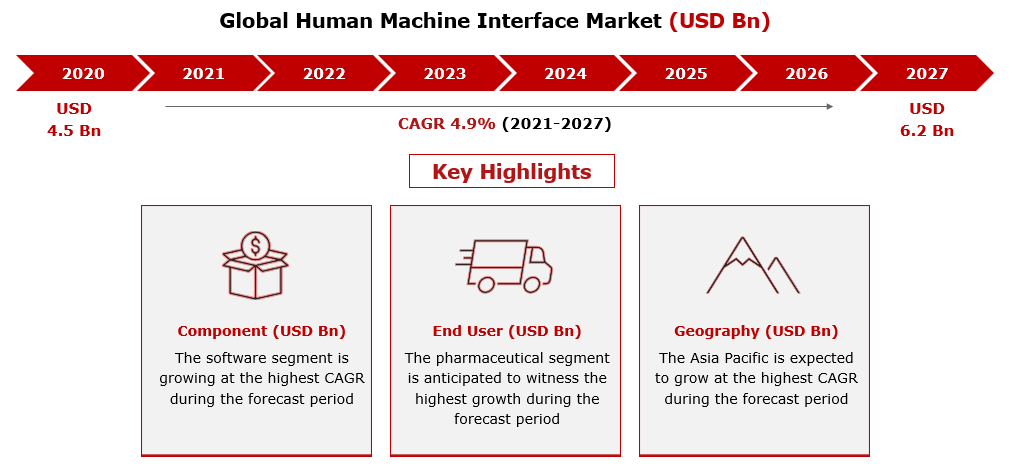 Global Human Machine Interface Market (USD Bn)
2020 2021 2022 2023 2024 2025 2026 2027
USD
4.5 Bn
USD
6.2 Bn
CAGR 4.9% (2021-2027)
Key Highlights
$
Component (USD Bn)
The software segment is
growing at the highest CAGR
during the forecast period
End User (USD Bn)
The pharmaceutical segment
is anticipated to witness the
highest growth during the
forecast period
Geography (USD Bn)
The Asia Pacific is expected
to grow at the highest CAGR
during the forecast period